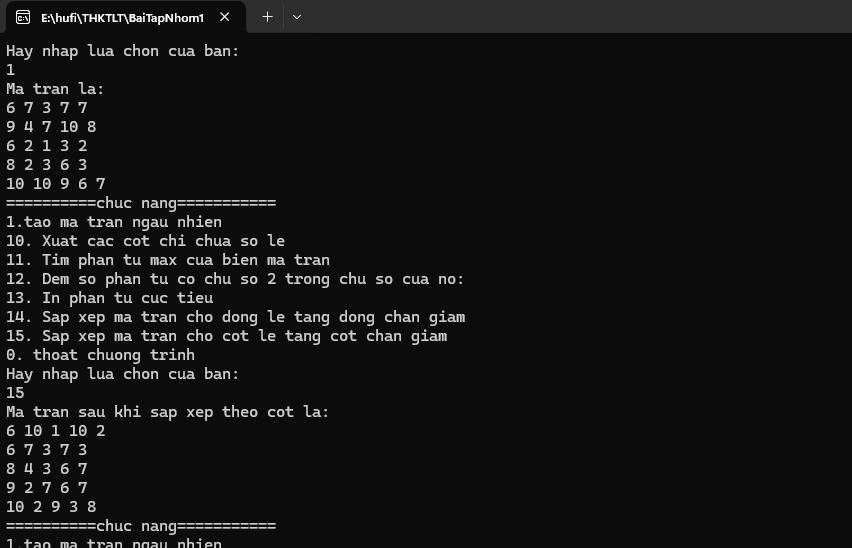 E:\hufi\THKTLT\BaiTapNhom1
Hay nhap lua chon cua ban:
1
Ma tran la:
6 7 3 7 7
9 4 7 10 8
6 2 1 3 2
8 2 3 6 3
10 10 9 6 7
==========chuc nang===========
1.tao ma tran ngau nhien
10. Xuat cac cot chi chua so le
11. Tim phan tu max cua bien ma tran
12. Dem so phan tu co chu so 2 trong chu so cua no:
13. In phan tu cuc tieu
14. Sap xep ma tran cho dong le tang dong chan giam
15. Sap xep ma tran cho cot le tang cot chan giam
0. thoat chuong trinh
Hay nhap lua chon cua ban:
15
Ma tran sau khi sap xep theo cot la:
6 10 1 10 2
6 7 3 7 3
8 4 3 6 7
9 2 7 6 7
10 2 9 3 8
==========chuc nang===========
1.tao ma tran ngau nhien